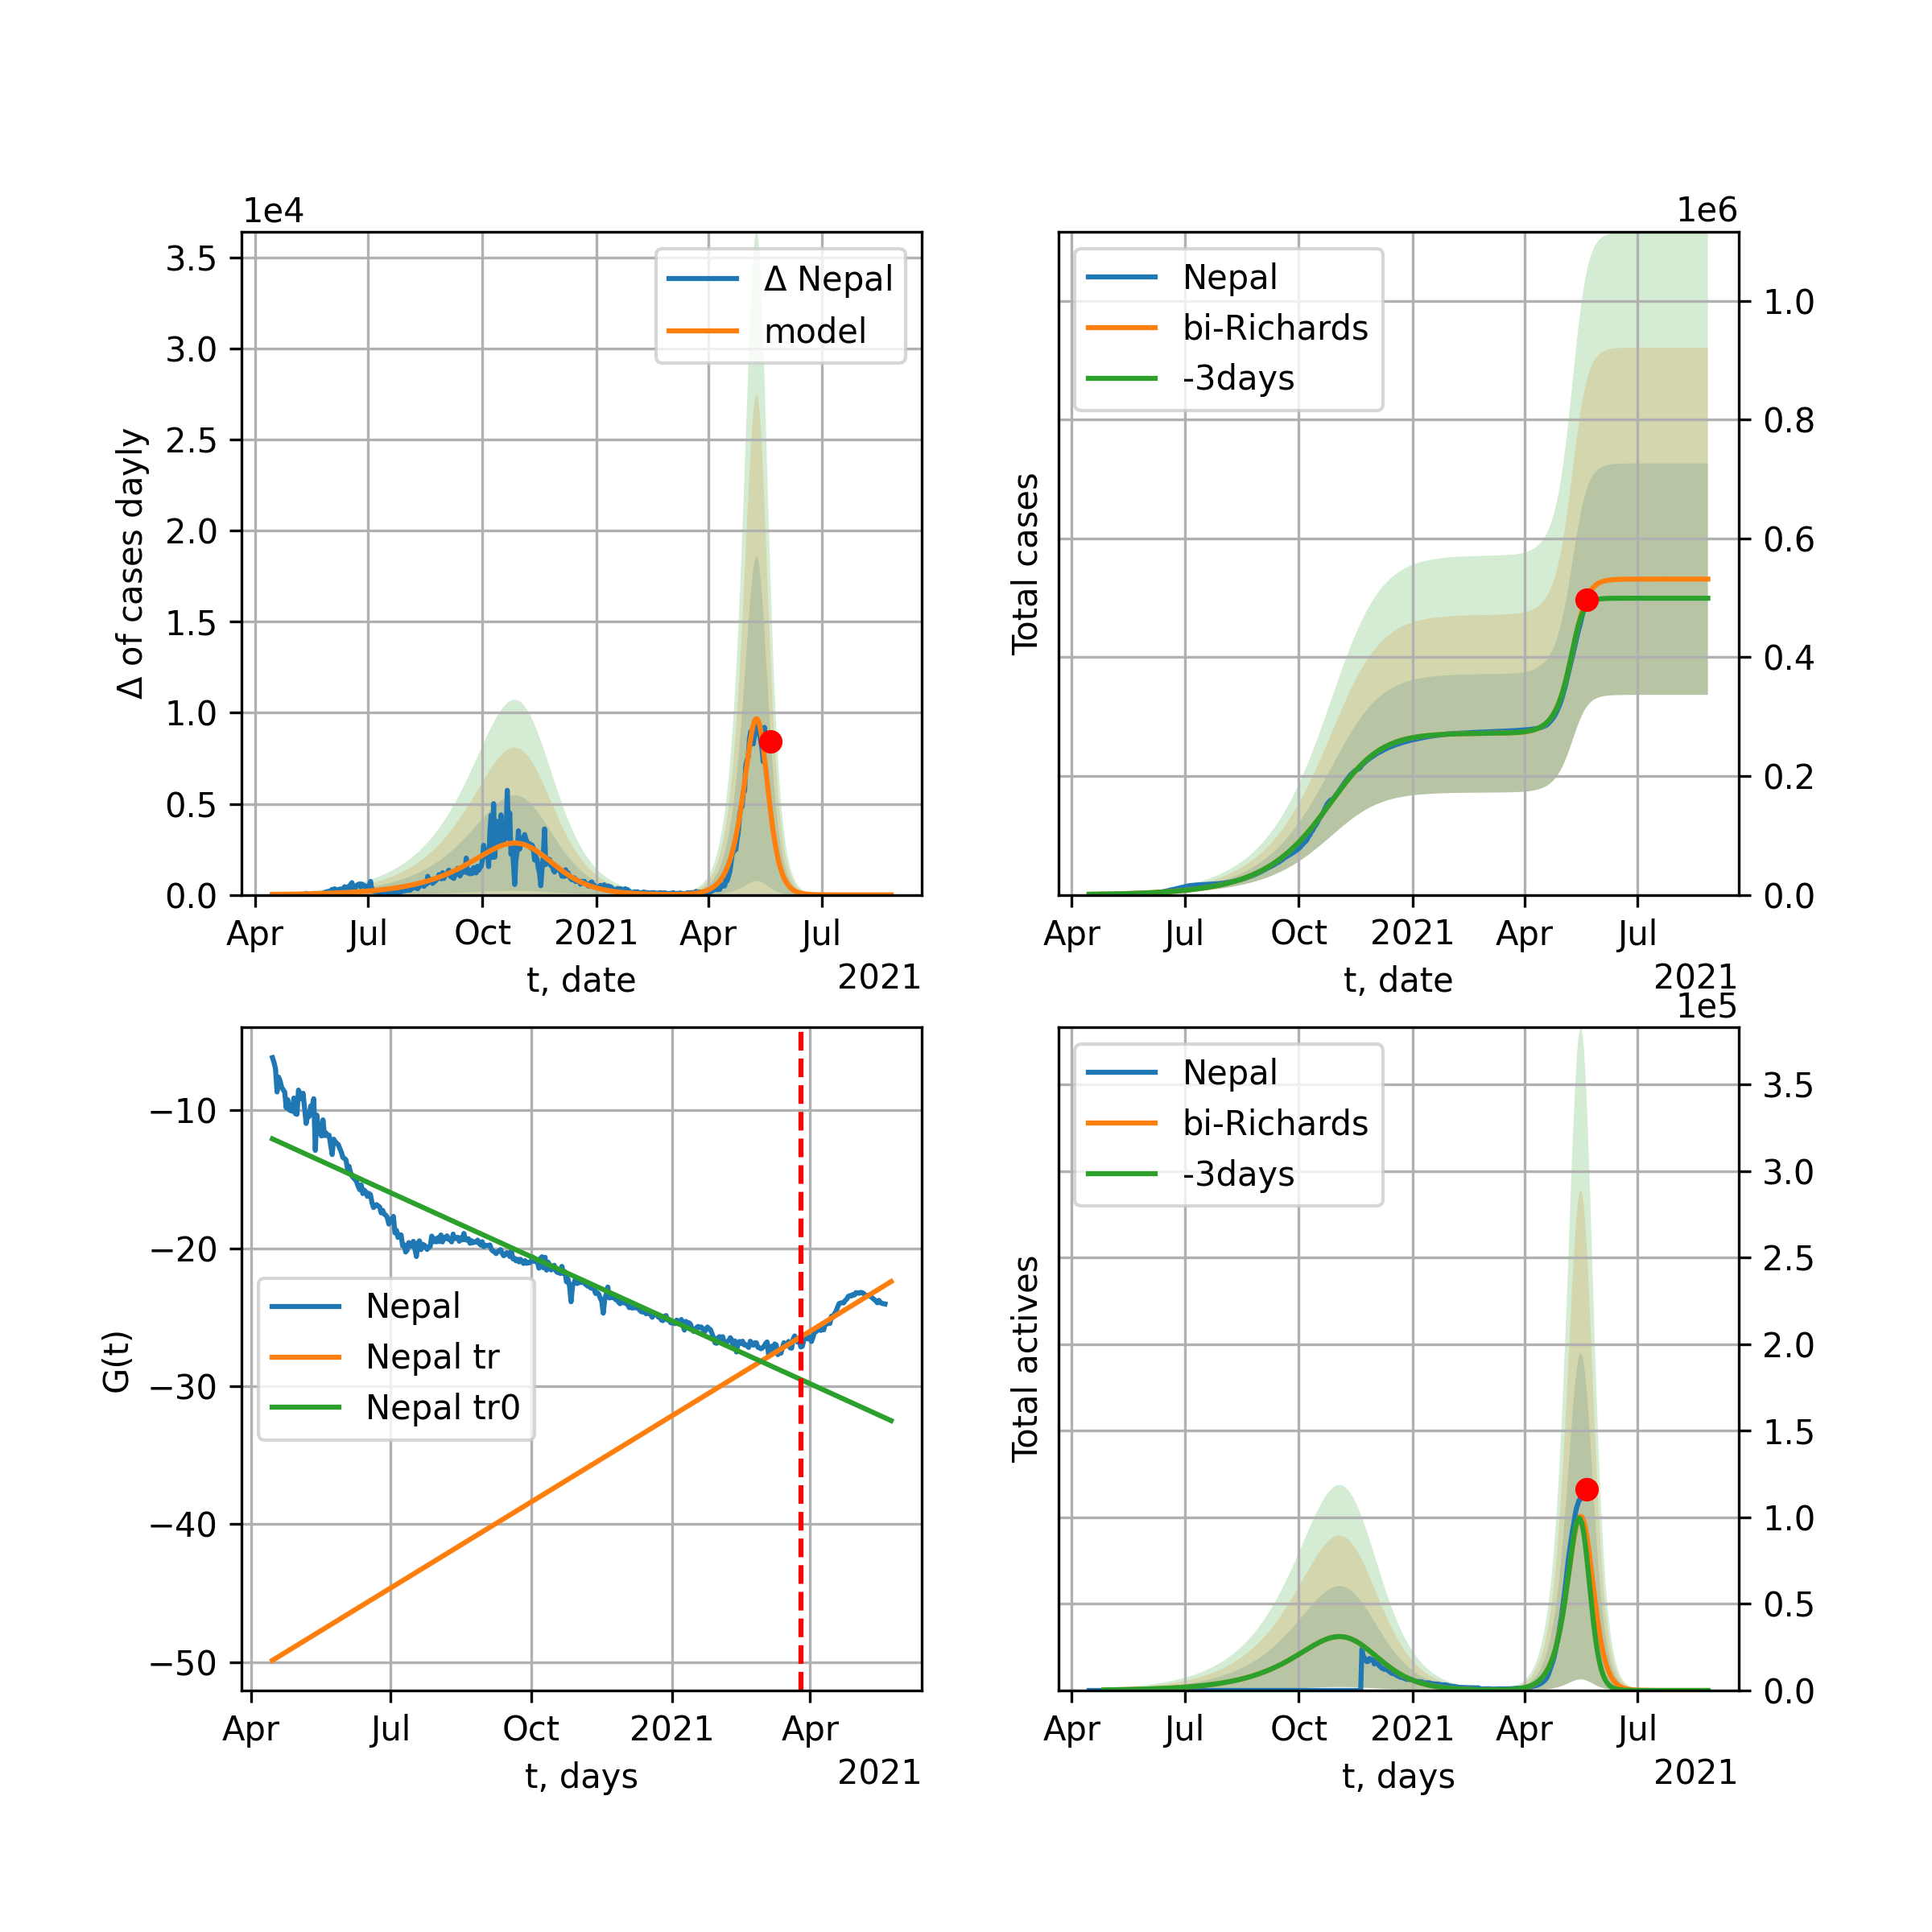 1e4
3.5
3.0
2.5
2.0
1.5
1.0
0.5
0.0
Δ of cases dayly
Δ Nepal
model
Apr Jul Oct 2021 Apr Jul
t, date
2021
1e6
Nepal
bi-Richards
-3days
Total cases
1.0
0.8
0.6
0.4
0.2
0.0
Apr Jul Oct 2021 Apr Jul
t, date
2021
−10
−20
−30
−40
−50
G(t)
Nepal
Nepal tr
Nepal tr0
Apr Jul Oct 2021 Apr
t, days
2021
1e5
Nepal
bi-Richards
-3days
Total actives
3.5
3.0
2.5
2.0
1.5
1.0
0.5
0.0
Apr Jul Oct 2021 Apr Jul
t, days
2021